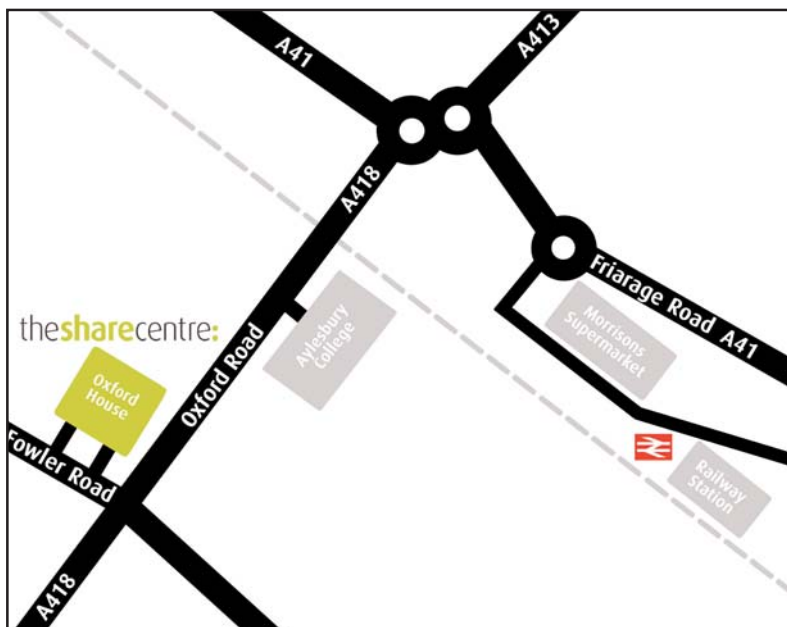 A41
A413
A418
Friarage Road A41
Morrisons
Supermarket
Aylesbury
College
Oxford Road
thesharecentre:
Oxford
House
Fowler Road
Railway
Station
A418